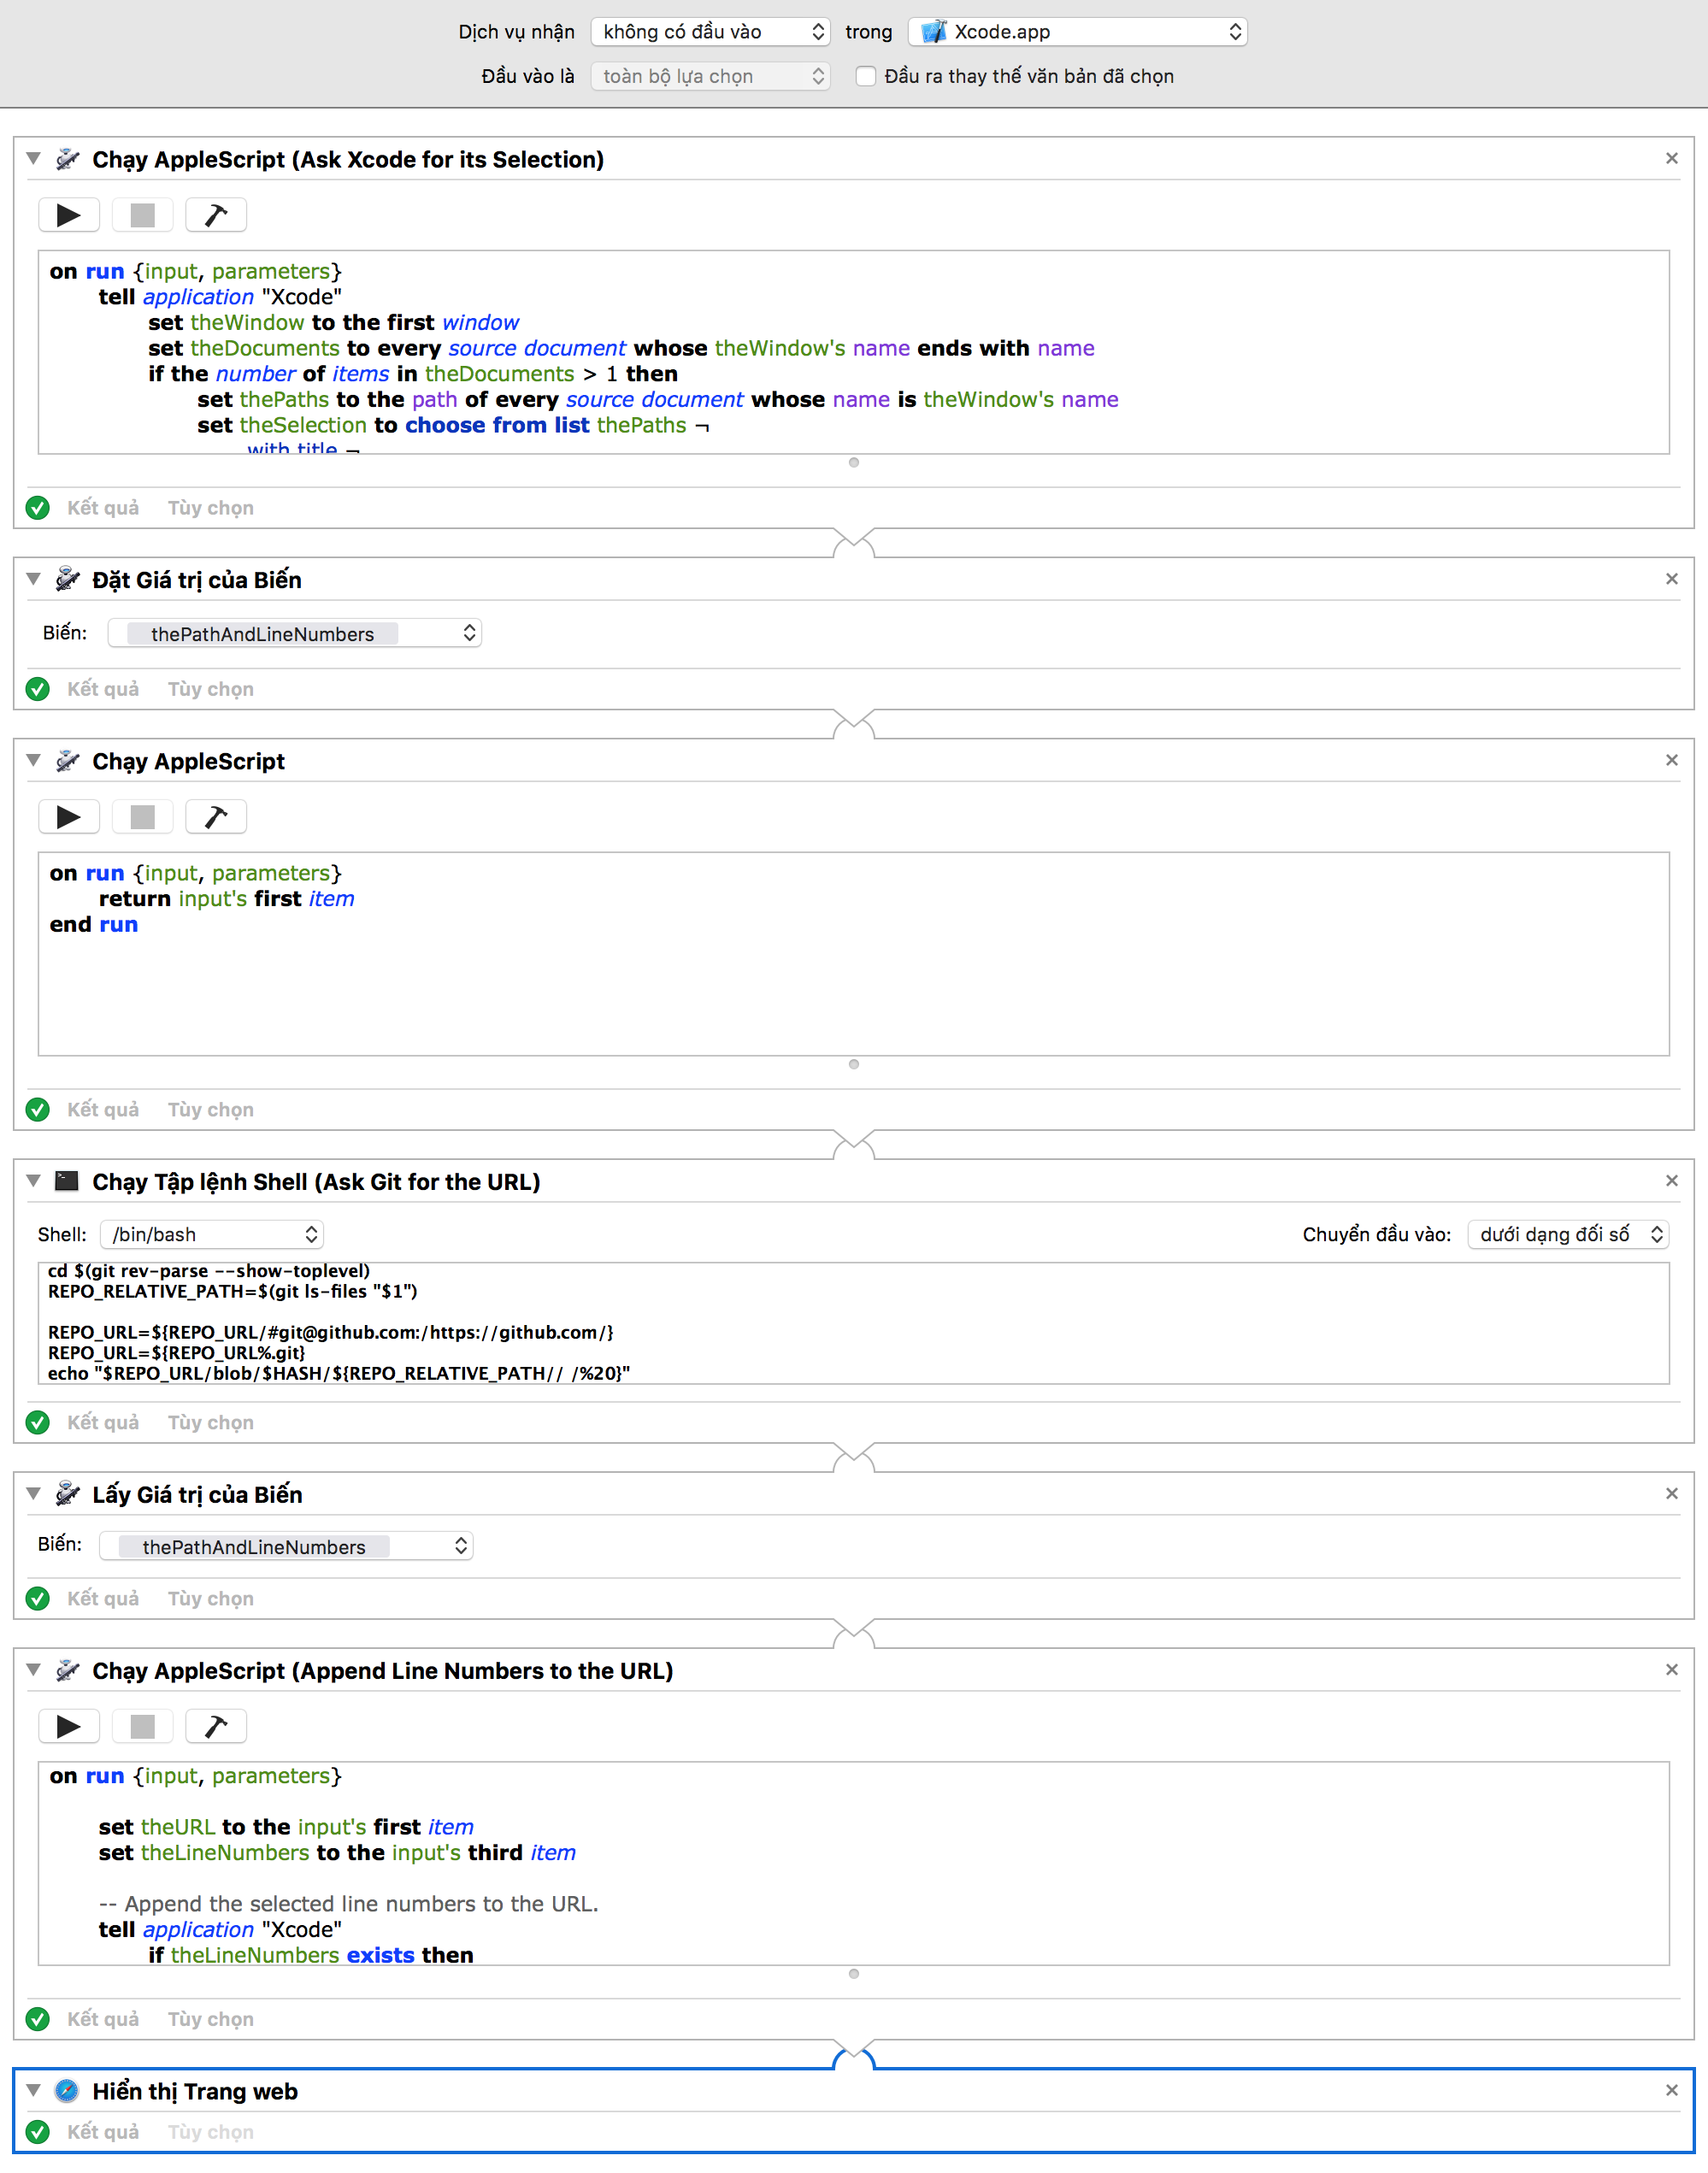 Dịch vụ nhận không có đầu vào trong Xcode.app
Đầu vào là toàn bộ lựa chọn Đầu ra thay thế văn bản đã chọn
Chạy AppleScript (Ask Xcode for its Selection)
on run {input, parameters}
tell application "Xcode"
set theWindow to the first window
set theDocuments to every source document whose theWindow's name ends with name
if the number of items in theDocuments > 1 then
set thePaths to the path of every source document whose name is theWindow's name
set theSelection to choose from list thePaths ¬
with title ¬
Kết quả Tùy chọn
Đặt Giá trị của Biến
Biến: thePathAndLineNumbers
Kết quả Tùy chọn
Chạy AppleScript
on run {input, parameters}
return input's first item
end run
Kết quả Tùy chọn
Chạy Tập lệnh Shell (Ask Git for the URL)
Shell: /bin/bash Chuyển đầu vào: dưới dạng đối số
cd $(git rev-parse --show-toplevel)
REPO_RELATIVE_PATH=$(git ls-files "$1")
REPO_URL=${REPO_URL/#git@github.com:/https://github.com/}
REPO_URL=${REPO_URL%.git}
echo "$REPO_URL/blob/$HASH/${REPO_RELATIVE_PATH// /%20}"
Kết quả Tùy chọn
Lấy Giá trị của Biến
Biến: thePathAndLineNumbers
Kết quả Tùy chọn
Chạy AppleScript (Append Line Numbers to the URL)
on run {input, parameters}
set theURL to the input's first item
set theLineNumbers to the input's third item
-- Append the selected line numbers to the URL.
tell application "Xcode"
if theLineNumbers exists then
Kết quả Tùy chọn
Hiển thị Trang web
Kết quả Tùy chọn